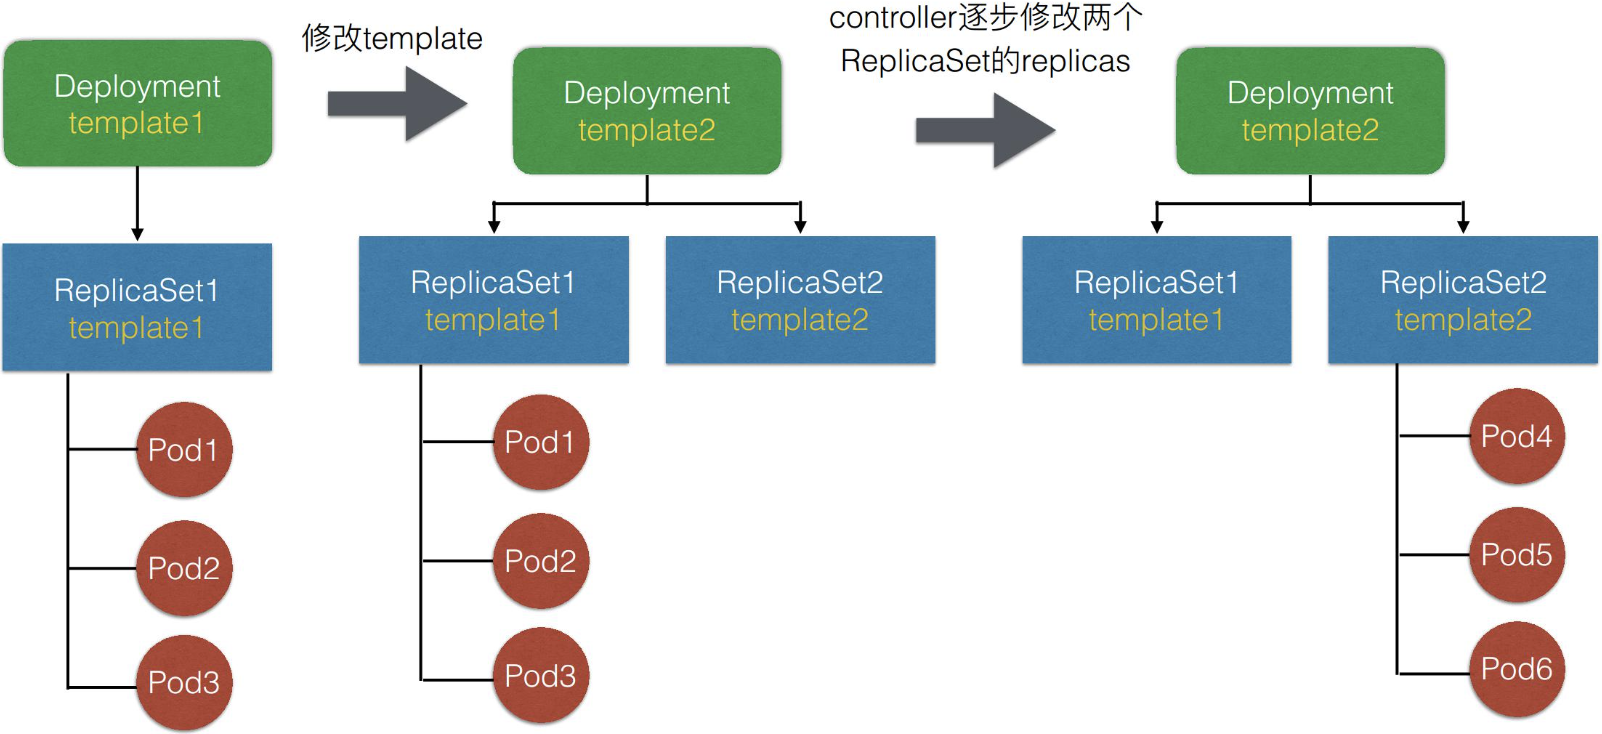 Deployment
template1
ReplicaSet1
template1
Pod1
Pod2
Pod3
修改template
Deployment
template2
ReplicaSet1
template1
ReplicaSet2
template2
Pod1
Pod2
Pod3
controller逐步修改两个
ReplicaSet的replicas
Deployment
template2
ReplicaSet1
template1
ReplicaSet2
template2
Pod4
Pod5
Pod6